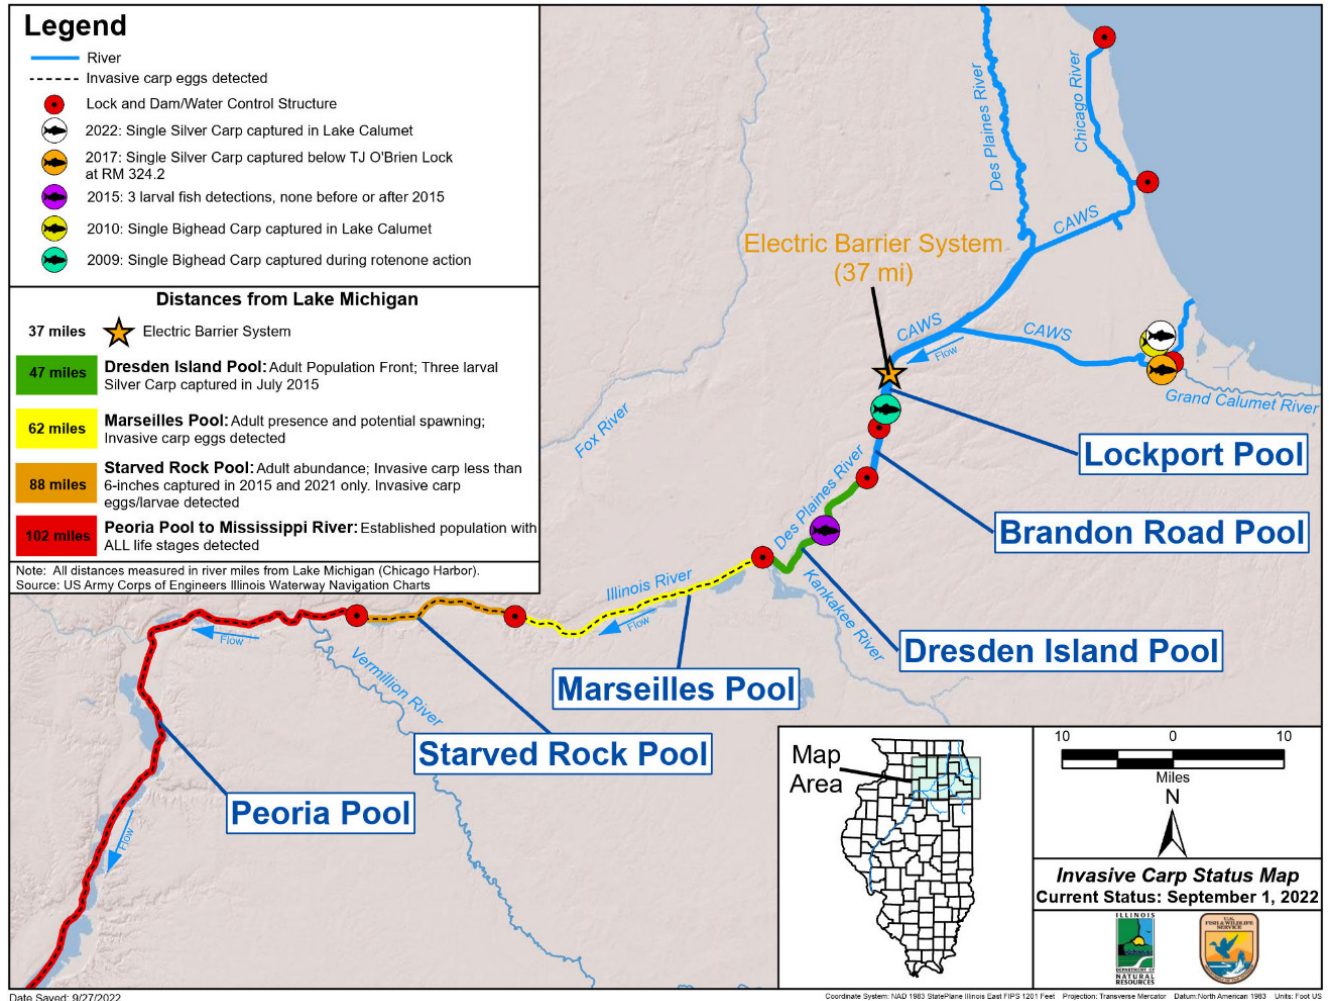 Legend
River
Invasive carp eggs detected
Lock and Dam/Water Control Structure
2022: Single Silver Carp captured in Lake Calumet
2017: Single Silver Carp captured below TJ O'Brien Lock
at RM 324.2
2015: 3 larval fish detections, none before or after 2015
2010: Single Bighead Carp captured in Lake Calumet
2009: Single Bighead Carp captured during rotenone action
Distances from Lake Michigan
37 miles Electric Barrier System
47 miles Dresden Island Pool: Adult Population Front; Three larval
Silver Carp captured in July 2015
62 miles Marseilles Pool: Adult presence and potential spawning;
Invasive carp eggs detected
88 miles Starved Rock Pool: Adult abundance; Invasive carp less than
6-inches captured in 2015 and 2021 only. Invasive carp
eggs/larvae detected
102 miles Peoria Pool to Mississippi River: Established population with
ALL life stages detected
Note: All distances measured in river miles from Lake Michigan (Chicago Harbor).
Source: US Army Corps of Engineers Illinois Waterway Navigation Charts
Des Plaines River
Chicago River
CAWS
Electric Barrier System
(37 mi)
CAWS
Flow
CAWS
Grand Calumet River
Fox River
Lockport Pool
Des Plaines River
Brandon Road Pool
Illinois River
Flow
Kankakee River
Dresden Island Pool
Marseilles Pool
Flow
Vermillion River
Starved Rock Pool
Peoria Pool
Flow
Map
Area
10 0 10
Miles
N
Invasive Carp Status Map
Current Status: September 1, 2022
ILLINOIS
DEPARTMENT OF
NATURAL
RESOURCES
U.S.
FISH & WILDLIFE
SERVICE
Date Saved: 9/27/2022
Coordinate System: NAD 1983 StatePlane Illinois East FIPS 1201 Feet Projection: Transverse Mercator Datum:North American 1983 Units: Foot US